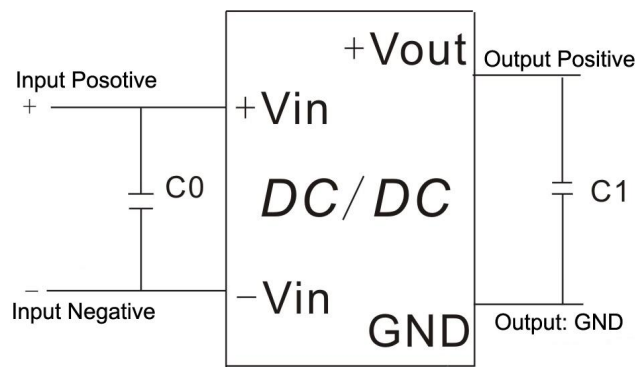 +Vout
Output Positive
Input Posotive
+
+Vin
C0
DC/DC
C1
−
−Vin
Input Negative
GND
Output: GND